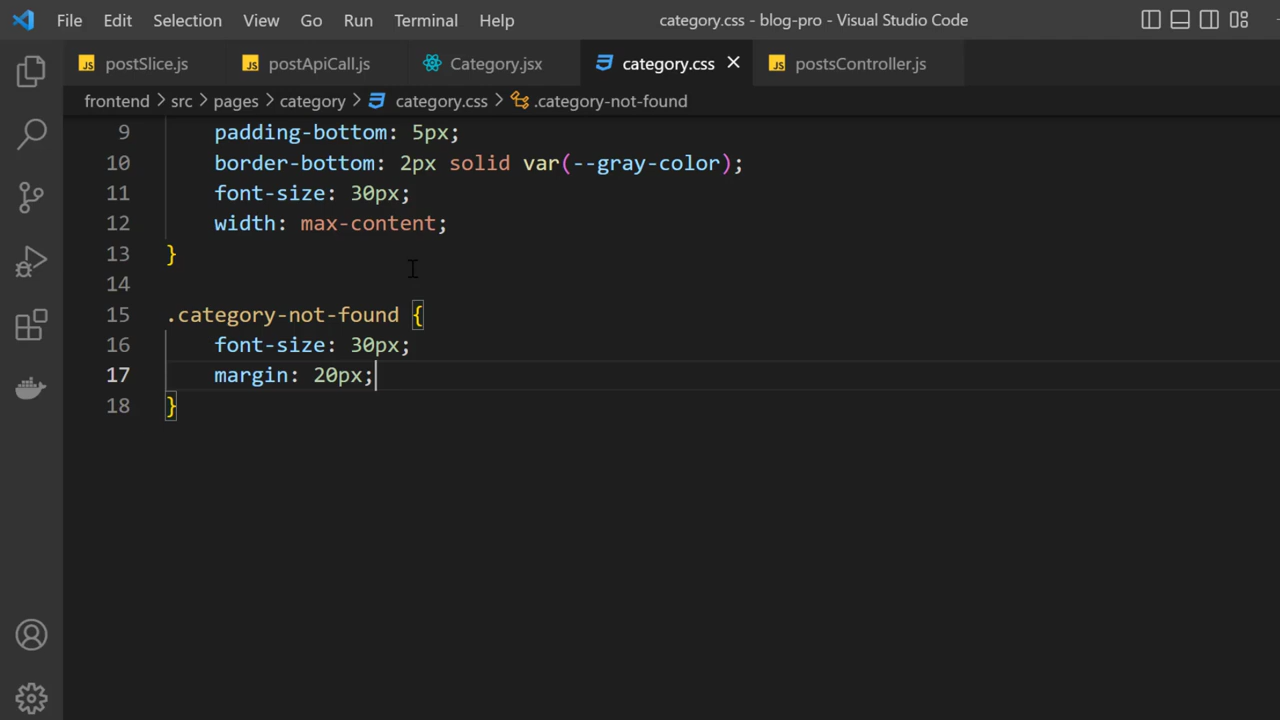 File Edit Selection View Go Run Terminal Help category.css - blog-pro - Visual Studio Code
JS postSlice.js JS postApiCall.js Category.jsx category.css JS postsController.js
frontend > src > pages > category > category.css > .category-not-found
9 padding-bottom: 5px;
10 border-bottom: 2px solid var(--gray-color);
11 font-size: 30px;
12 width: max-content;
13 }
14
15 .category-not-found {
16 font-size: 30px;
17 margin: 20px;
18 }